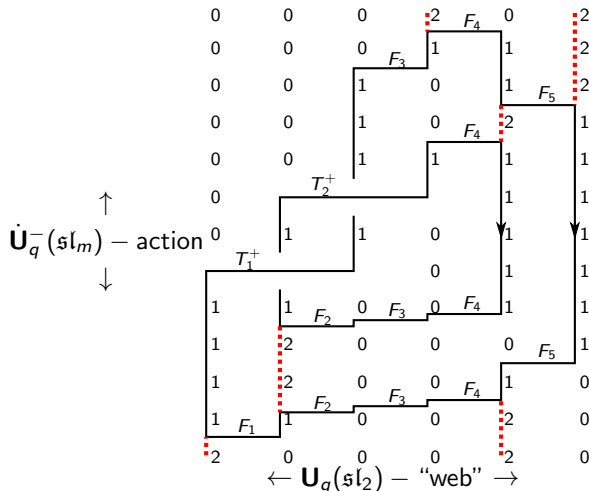 0 0 0 2 0 2
F₄
0 0 0 1 1 2
F₃
0 0 1 0 1 2
F₅
0 0 1 0 2 1
F₄
0 0 1 1 1 1
T₂⁺
0 1 1
↑
0 1 1 0 1 1
U̇_q^-(𝔰𝔩_m) – action
T₁⁺
0 1 1
↓
1 1 0 0 1 1
F₂ F₃ F₄
1 2 0 0 0 1
F₅
1 2 0 0 1 0
F₂ F₃ F₄
1 1 0 0 2 0
F₁
2 0 0 0 2 0
← U_q(𝔰𝔩₂) – “web” →